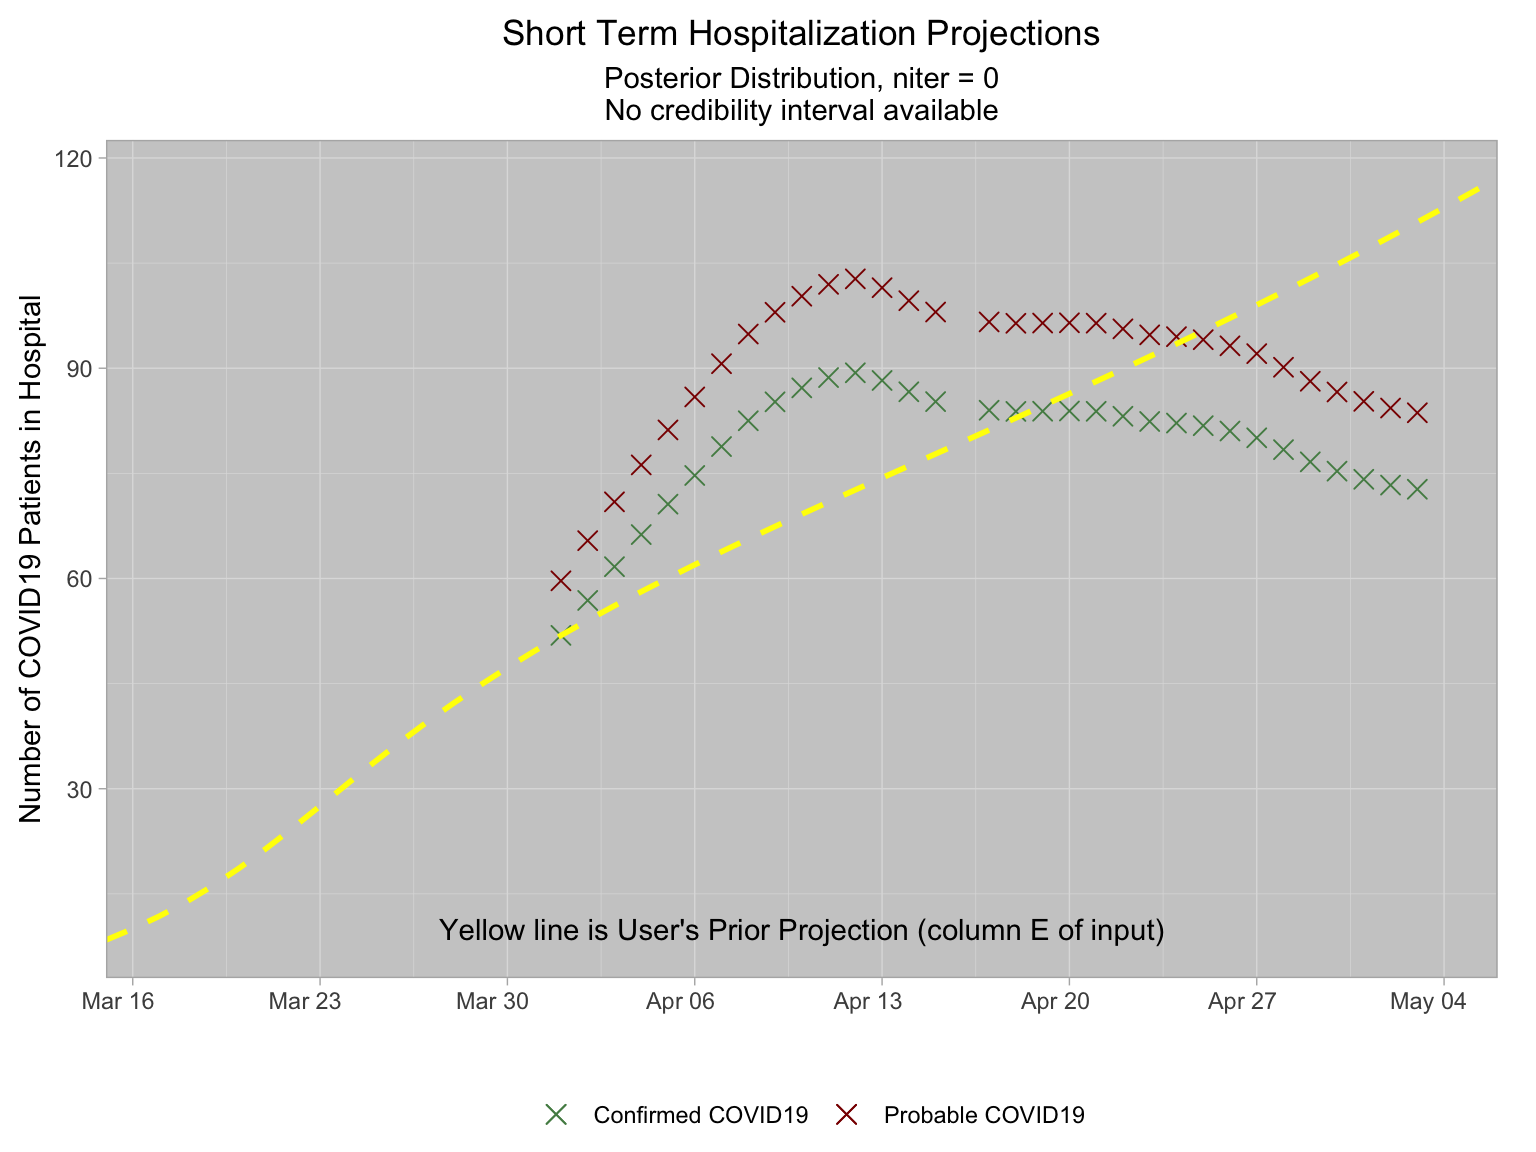 Short Term Hospitalization Projections
Posterior Distribution, niter = 0
No credibility interval available
Number of COVID19 Patients in Hospital
120
90
60
30
Yellow line is User's Prior Projection (column E of input)
Mar 16
Mar 23
Mar 30
Apr 06
Apr 13
Apr 20
Apr 27
May 04
Confirmed COVID19
Probable COVID19